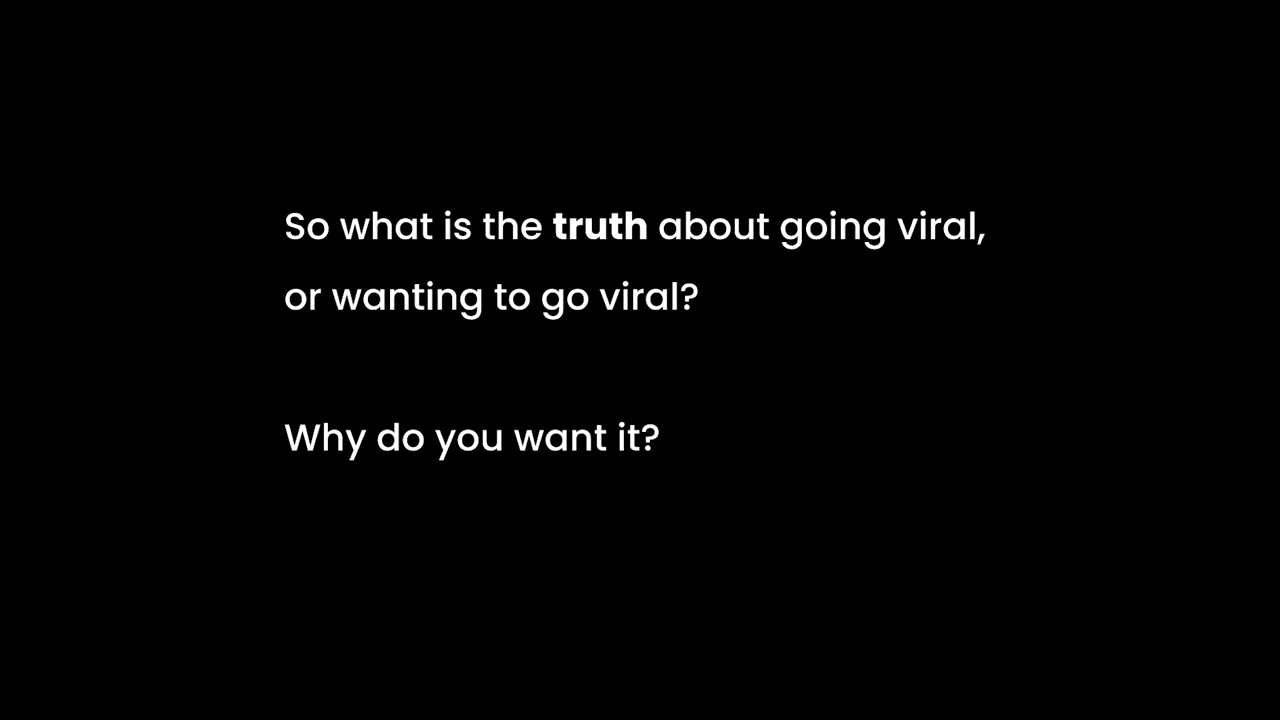 So what is the truth about going viral,
or wanting to go viral?
Why do you want it?